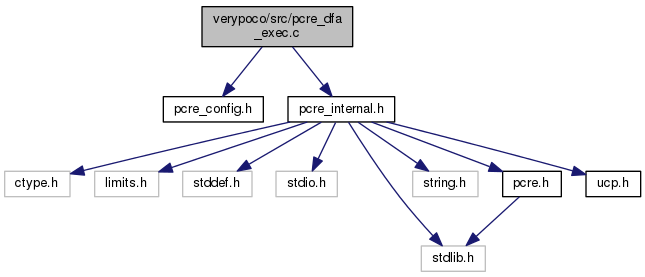 verypoco/src/pcre_dfa
_exec.c
pcre_config.h
pcre_internal.h
ctype.h
limits.h
stddef.h
stdio.h
string.h
pcre.h
ucp.h
stdlib.h